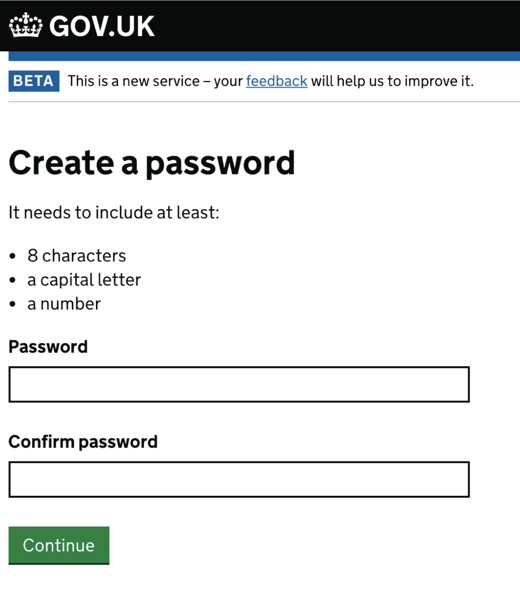 GOV.UK
BETA This is a new service – your feedback will help us to improve it.
Create a password
It needs to include at least:
• 8 characters
• a capital letter
• a number
Password
Confirm password
Continue